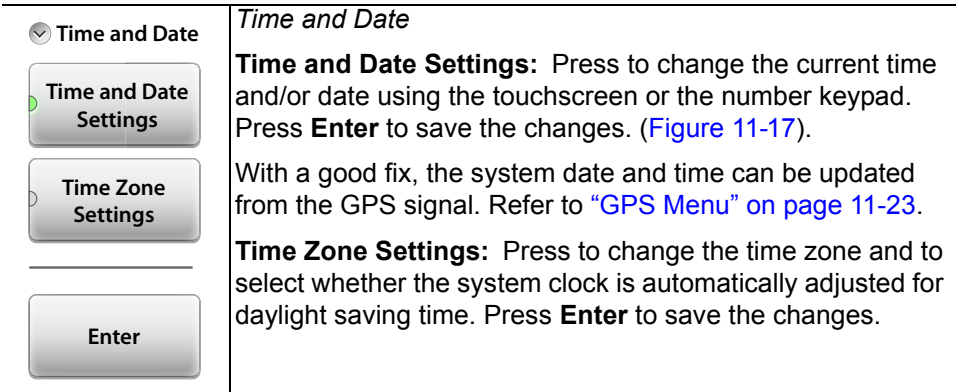 Time and Date
Time and Date
Settings
Time Zone
Settings
Enter
Time and Date
Time and Date Settings: Press to change the current time
and/or date using the touchscreen or the number keypad.
Press Enter to save the changes. (Figure 11-17).
With a good fix, the system date and time can be updated
from the GPS signal. Refer to “GPS Menu” on page 11-23.
Time Zone Settings: Press to change the time zone and to
select whether the system clock is automatically adjusted for
daylight saving time. Press Enter to save the changes.